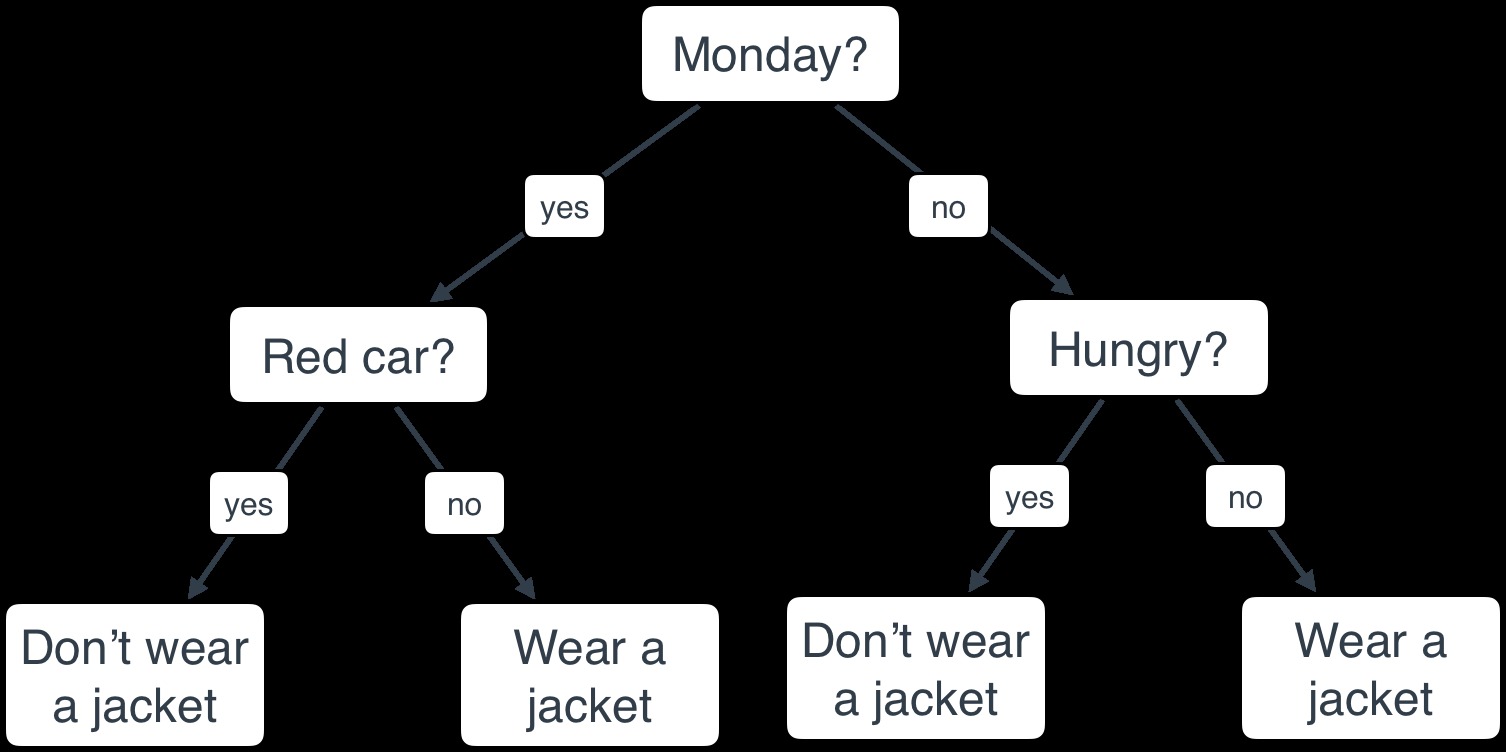 Monday?
yes
no
Red car?
Hungry?
yes
no
yes
no
Don’t wear
a jacket
Wear a
jacket
Don’t wear
a jacket
Wear a
jacket